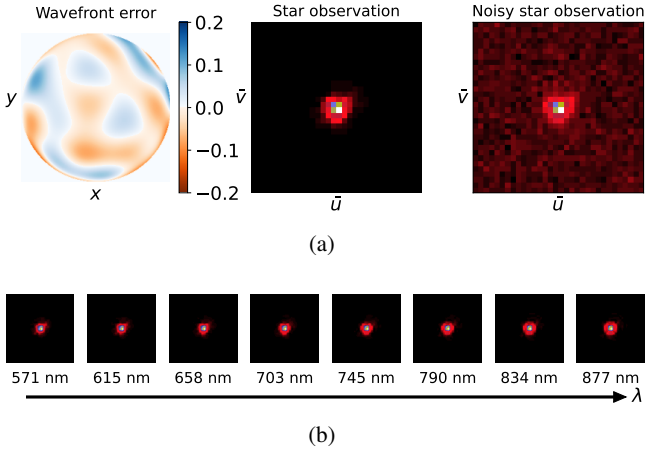 Wavefront error
Star observation
Noisy star observation
y
x
0.2
0.1
0.0
−0.1
−0.2
v̄
ū
v̄
ū
(a)
571 nm 615 nm 658 nm 703 nm 745 nm 790 nm 834 nm 877 nm
λ
(b)